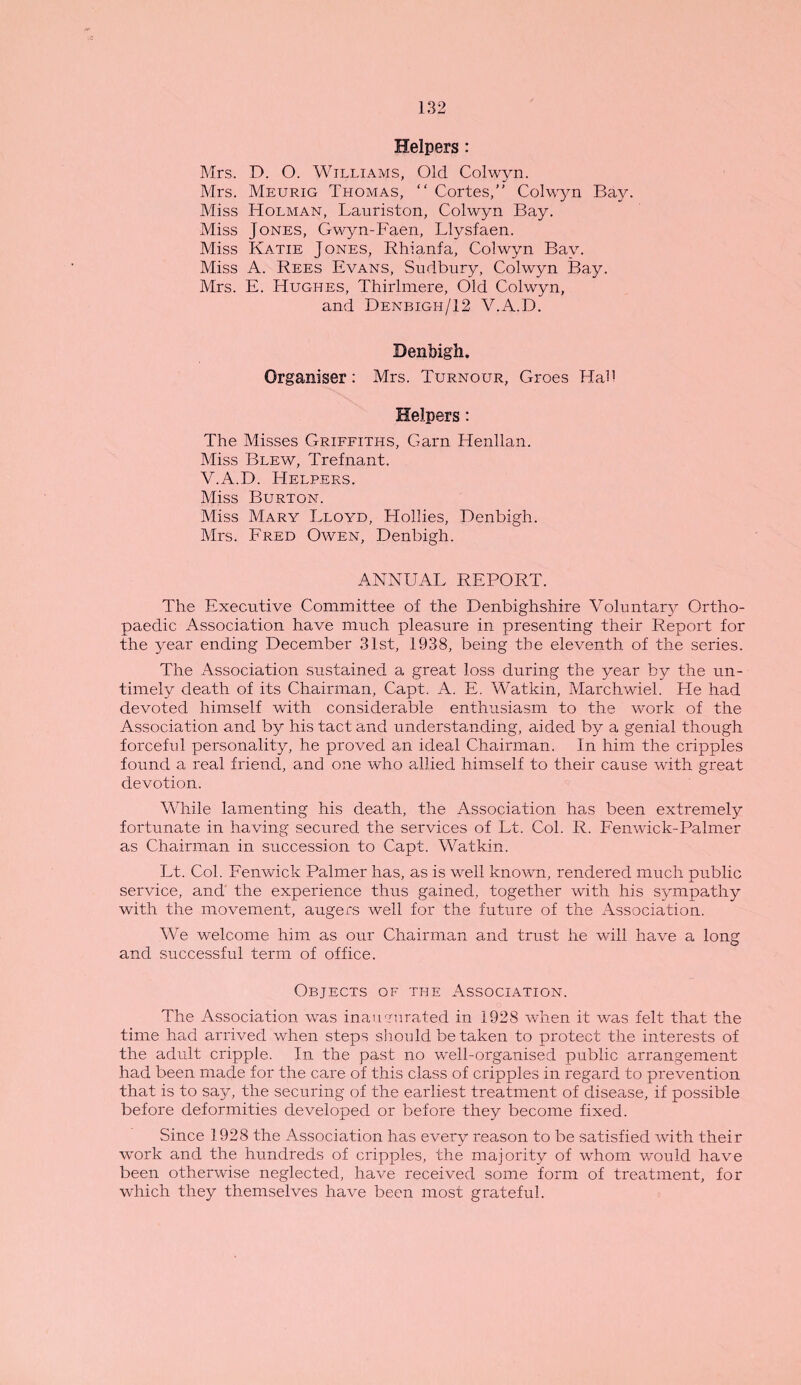 132
Helpers :
Mrs. D. O. Williams, Old Colwyn.
Mrs. Meurig Thomas, “ Cortes,” Colwyn Bay.
Miss Holman, Lauriston, Colwyn Bay.
Miss Jones, Gwyn-Faen, Llysfaen.
Miss Katie Jones, Rhianfa, Colwyn Bay.
Miss A. Rees Evans, Sudbury, Colwyn Bay.
Mrs. E. Hughes, Thirlmere, Old Colwyn,
and Denbigh/12 V.A.D.
Denbigh.
Organiser : Mrs. Turnour, Groes Hall
Helpers :
The Misses Griffiths, Garn Henllan.
Miss Blew, Trefnant.
V.A.D. Helpers.
Miss Burton.
Miss Mary Lloyd, Hollies, Denbigh.
Mrs. Fred Owen, Denbigh.
ANNUAL REPORT.
The Executive Committee of the Denbighshire Voluntary Ortho-
paedic Association have much pleasure in presenting their Report for
the year ending December 31st, 1938, being the eleventh of the series.
The Association sustained a great loss during the year by the un-
timely death of its Chairman, Capt. A. E. Watkin, Marchwiel. He had
devoted himself with considerable enthusiasm to the work of the
Association and by his tact and understanding, aided by a genial though
forceful personality, he proved an ideal Chairman. In him the cripples
found a real friend, and one who allied himself to their cause with great
devotion.
While lamenting his death, the Association has been extremely
fortunate in having secured the services of Lt. Col. R. Fenwick-Palmer
as Chairman in succession to Capt. Watkin.
Lt. Col. Fenwick Palmer has, as is well known, rendered much public
service, and the experience thus gained, together with his sympathy
with the movement, augers well for the future of the Association.
We welcome him as our Chairman and trust he will have a long
and successful term of office.
Objects of the Association.
The Association was inaugurated in 1928 when it was felt that the
time had arrived when steps should be taken to protect the interests of
the adult cripple. In the past no well-organised public arrangement
had been made for the care of this class of cripples in regard to prevention
that is to say, the securing of the earliest treatment of disease, if possible
before deformities developed or before they become fixed.
Since 1928 the Association has every reason to be satisfied with their
work and the hundreds of cripples, the majority of whom would have
been otherwise neglected, have received some form of treatment, for
which they themselves have been most grateful.